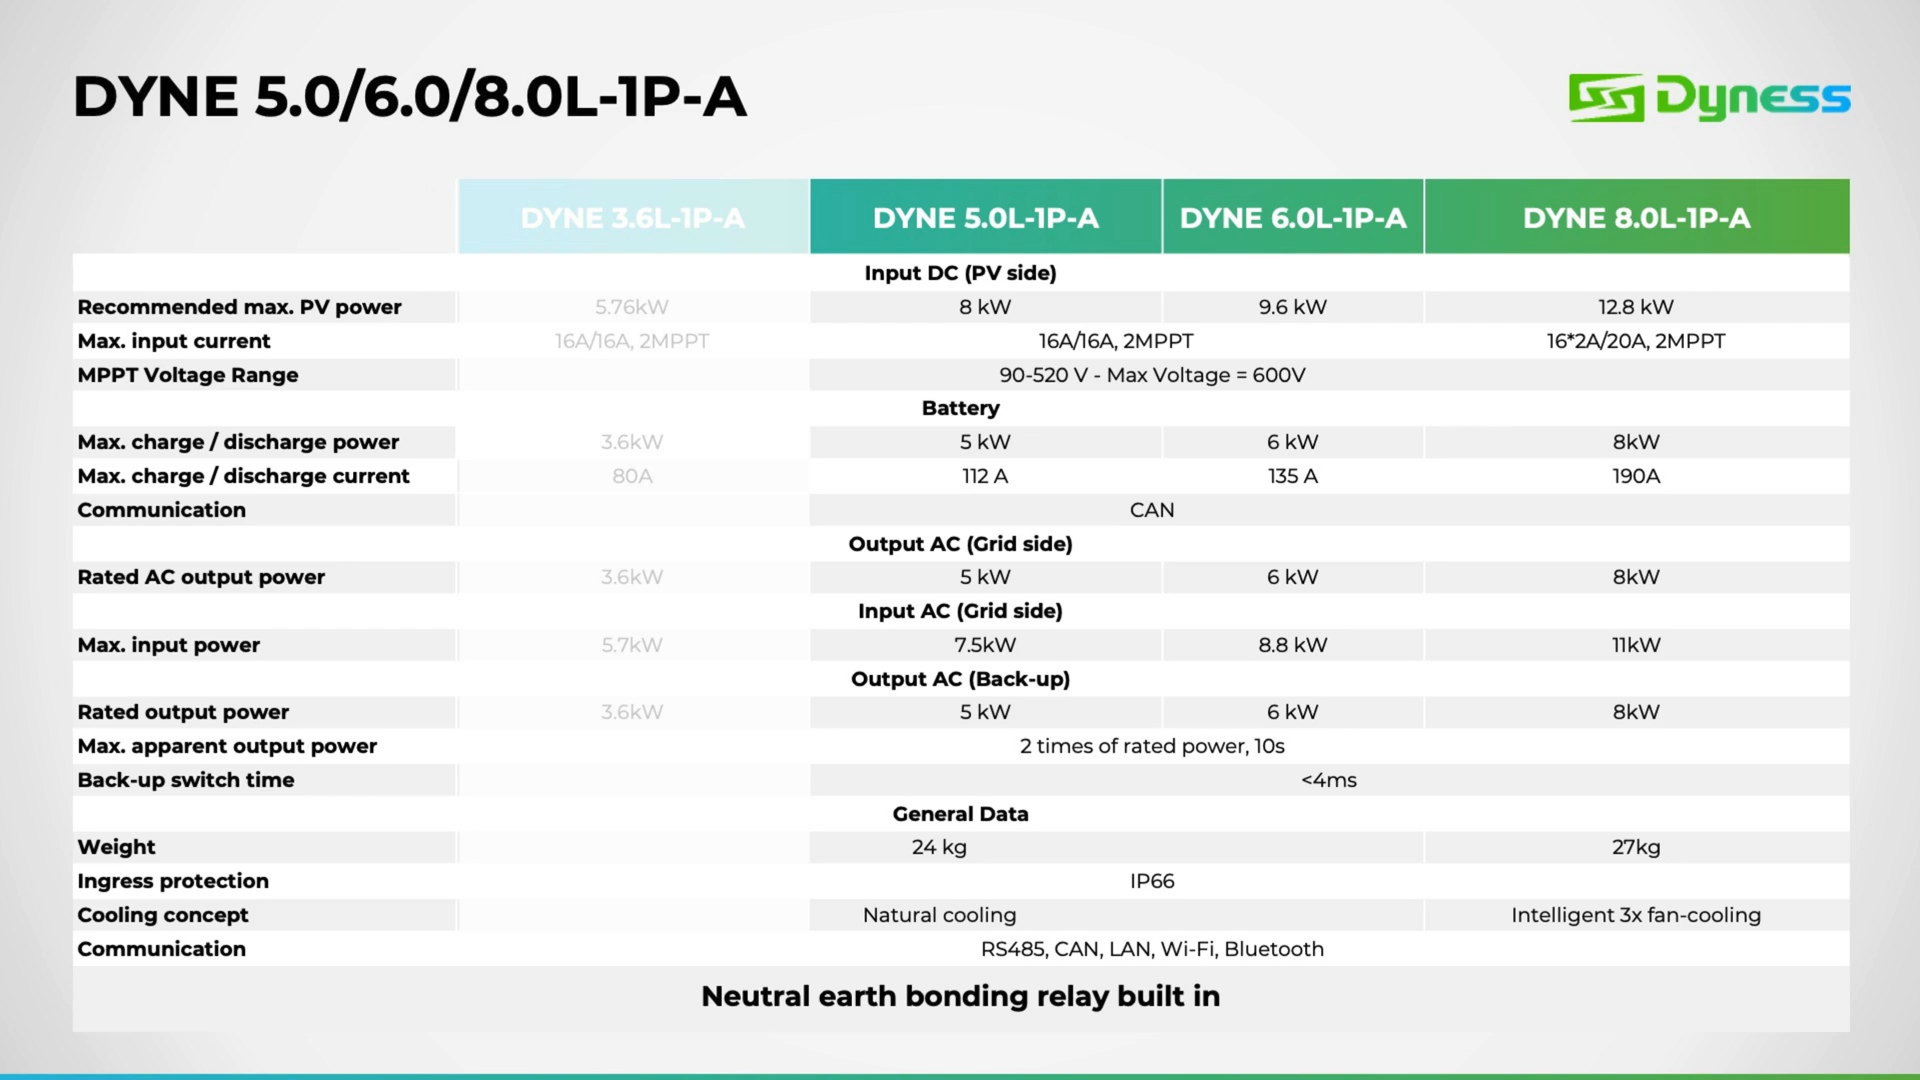 DYNE 5.0/6.0/8.0L-1P-A
Dyness
DYNE 3.6L-1P-A DYNE 5.0L-1P-A DYNE 6.0L-1P-A DYNE 8.0L-1P-A
Input DC (PV side)
Recommended max. PV power 5.76kW 8 kW 9.6 kW 12.8 kW
Max. input current 16A/16A, 2MPPT 16A/16A, 2MPPT 16*2A/20A, 2MPPT
MPPT Voltage Range 90-520 V - Max Voltage = 600V
Battery
Max. charge / discharge power 3.6kW 5 kW 6 kW 8kW
Max. charge / discharge current 80A 112 A 135 A 190A
Communication CAN
Output AC (Grid side)
Rated AC output power 3.6kW 5 kW 6 kW 8kW
Input AC (Grid side)
Max. input power 5.7kW 7.5kW 8.8 kW 11kW
Output AC (Back-up)
Rated output power 3.6kW 5 kW 6 kW 8kW
Max. apparent output power 2 times of rated power, 10s
Back-up switch time <4ms
General Data
Weight 24 kg 27kg
Ingress protection IP66
Cooling concept Natural cooling Intelligent 3x fan-cooling
Communication RS485, CAN, LAN, Wi-Fi, Bluetooth
Neutral earth bonding relay built in